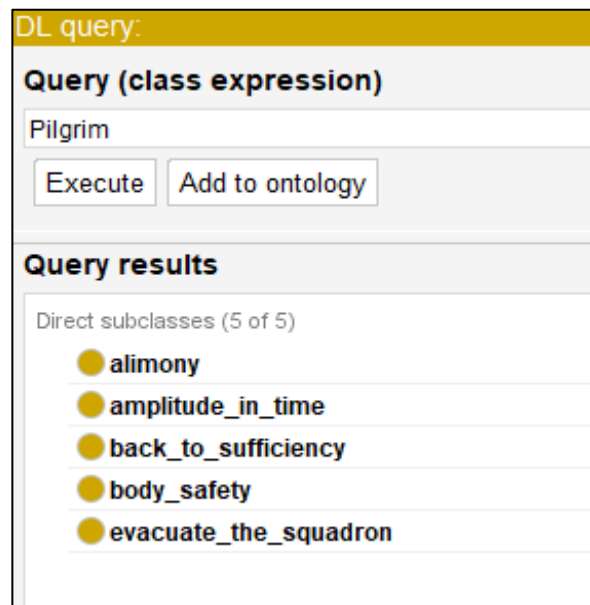 DL query:
Query (class expression)
Pilgrim
Execute Add to ontology
Query results
Direct subclasses (5 of 5)
alimony
amplitude_in_time
back_to_sufficiency
body_safety
evacuate_the_squadron